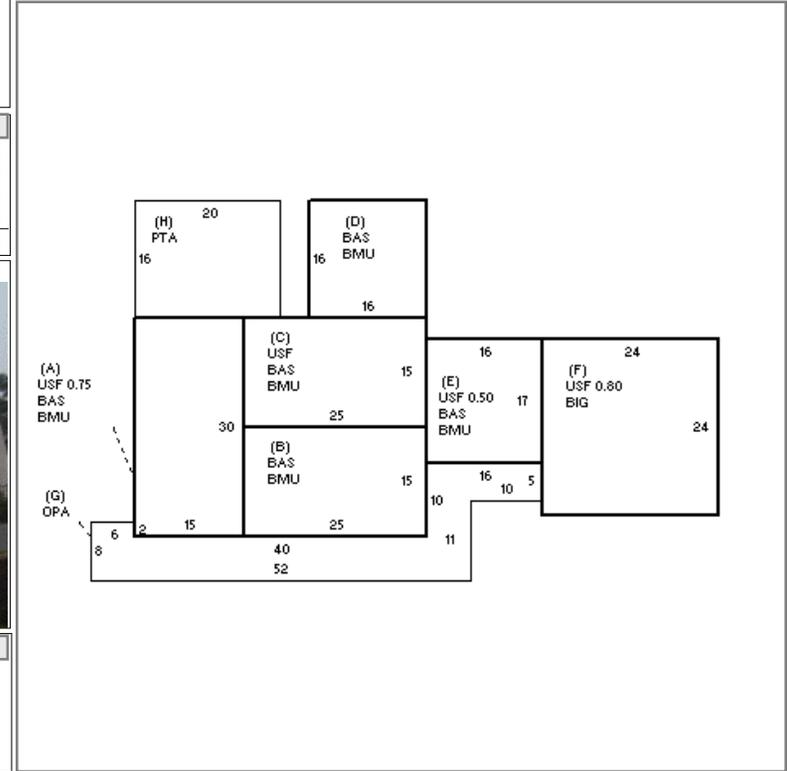 20
(H)
PTA
16
(D)
BAS
BMU
16
16
(A)
USF 0.75
BAS
BMU
(C)
USF
BAS
BMU
15
25
30
16
(E)
USF 0.50
BAS
BMU
17
24
(F)
USF 0.80
BIG
24
(B)
BAS
BMU
15
25
(G)
OPA
6
8
2
15
40
52
10
11
16
10
5